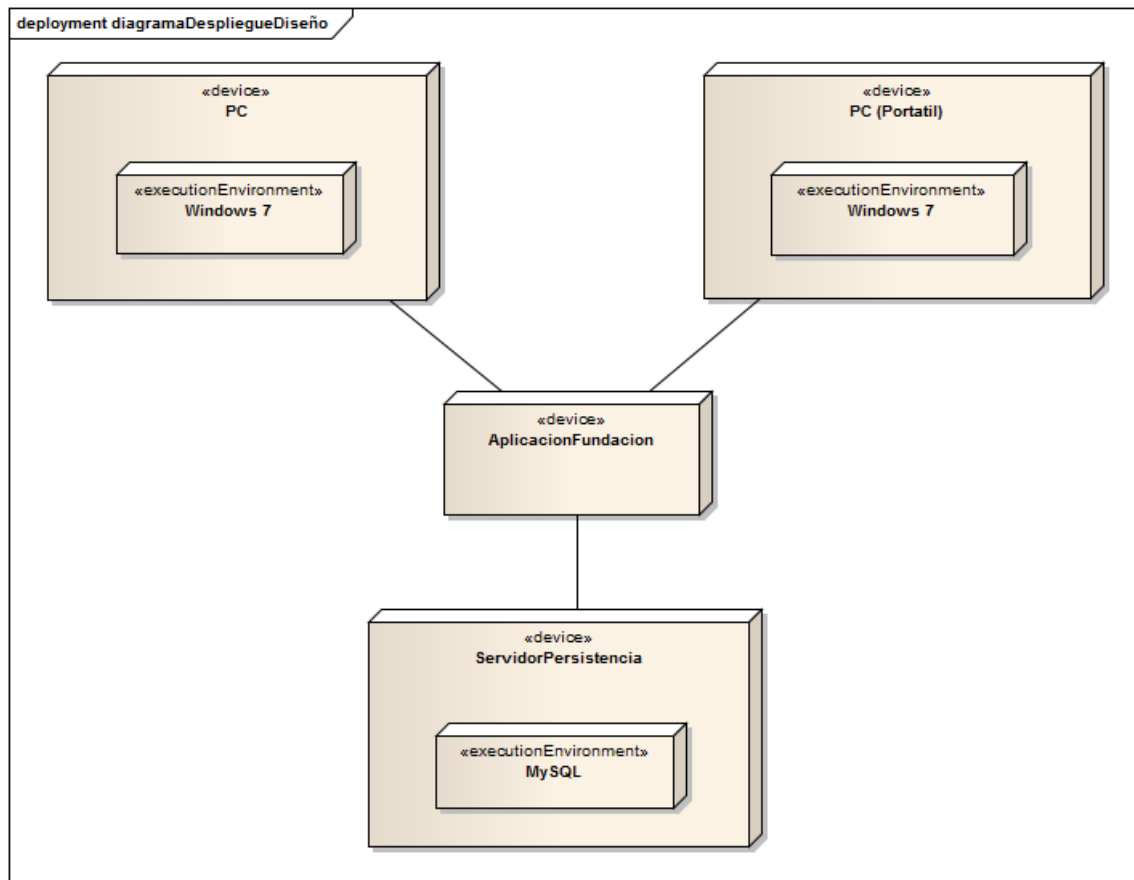 deployment diagramaDespliegueDiseño
«device»
PC
«executionEnvironment»
Windows 7
«device»
PC (Portatil)
«executionEnvironment»
Windows 7
«device»
AplicacionFundacion
«device»
ServidorPersistencia
«executionEnvironment»
MySQL